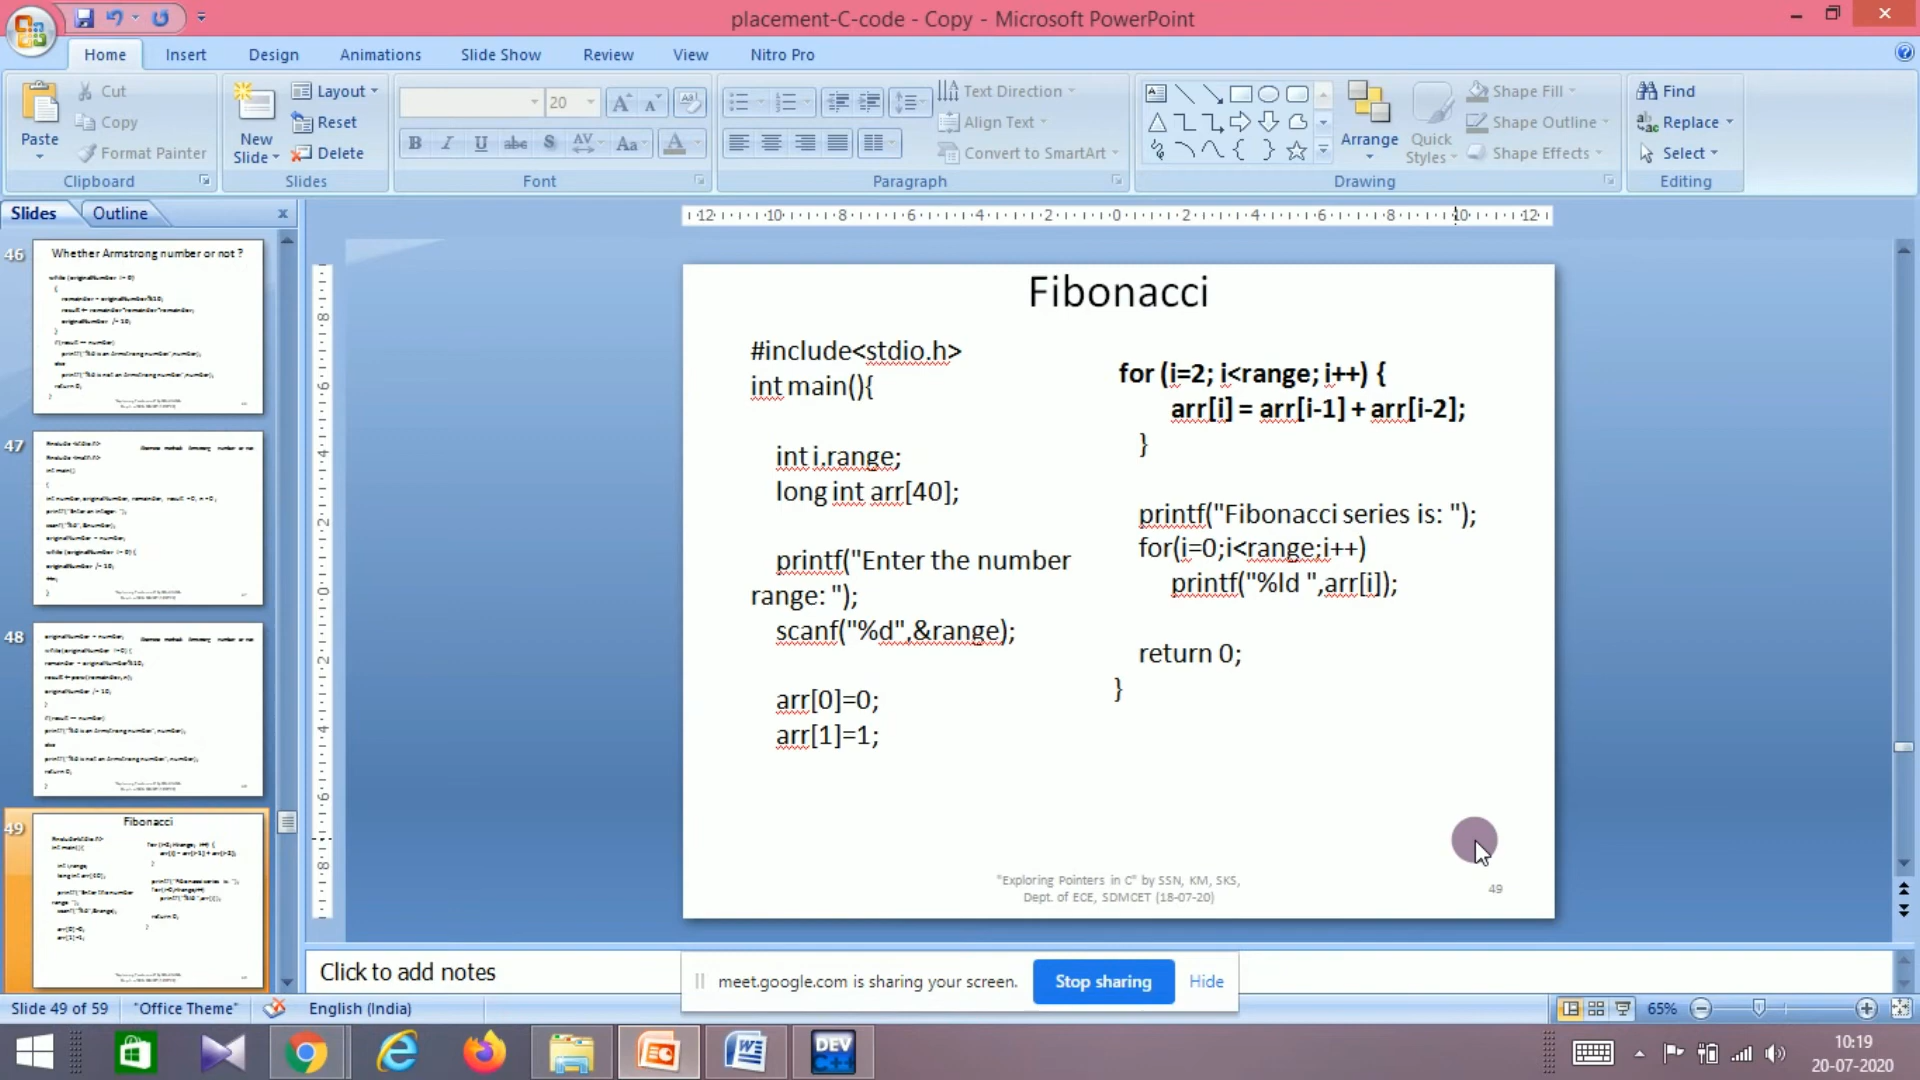 placement-C-code - Copy - Microsoft PowerPoint
Home Insert Design Animations Slide Show Review View Nitro Pro
Paste
Cut
Copy
Format Painter
Clipboard
New Slide
Layout
Reset
Delete
Slides
20
B I U abc S AV Aa A
Font
Text Direction
Align Text
Convert to SmartArt
Paragraph
Arrange
Quick Styles
Shape Fill
Shape Outline
Shape Effects
Drawing
Find
Replace
Select
Editing
Slides Outline
46
Whether Armstrong number or not ?
47
48
49
Fibonacci
Fibonacci
#include<stdio.h>
int main(){
int i.range;
long int arr[40];
printf("Enter the number
range: ");
scanf("%d",&range);
arr[0]=0;
arr[1]=1;
for (i=2; i<range; i++) {
arr[i] = arr[i-1] + arr[i-2];
}
printf("Fibonacci series is: ");
for(i=0;i<range;i++)
printf("%ld ",arr[i]);
return 0;
}
"Exploring Pointers in C" by SSN, KM, SKS,
Dept. of ECE, SDMCET (18-07-20)
49
Click to add notes
meet.google.com is sharing your screen. Stop sharing Hide
Slide 49 of 59 "Office Theme" English (India) 65%
DEV C++
10:19
20-07-2020